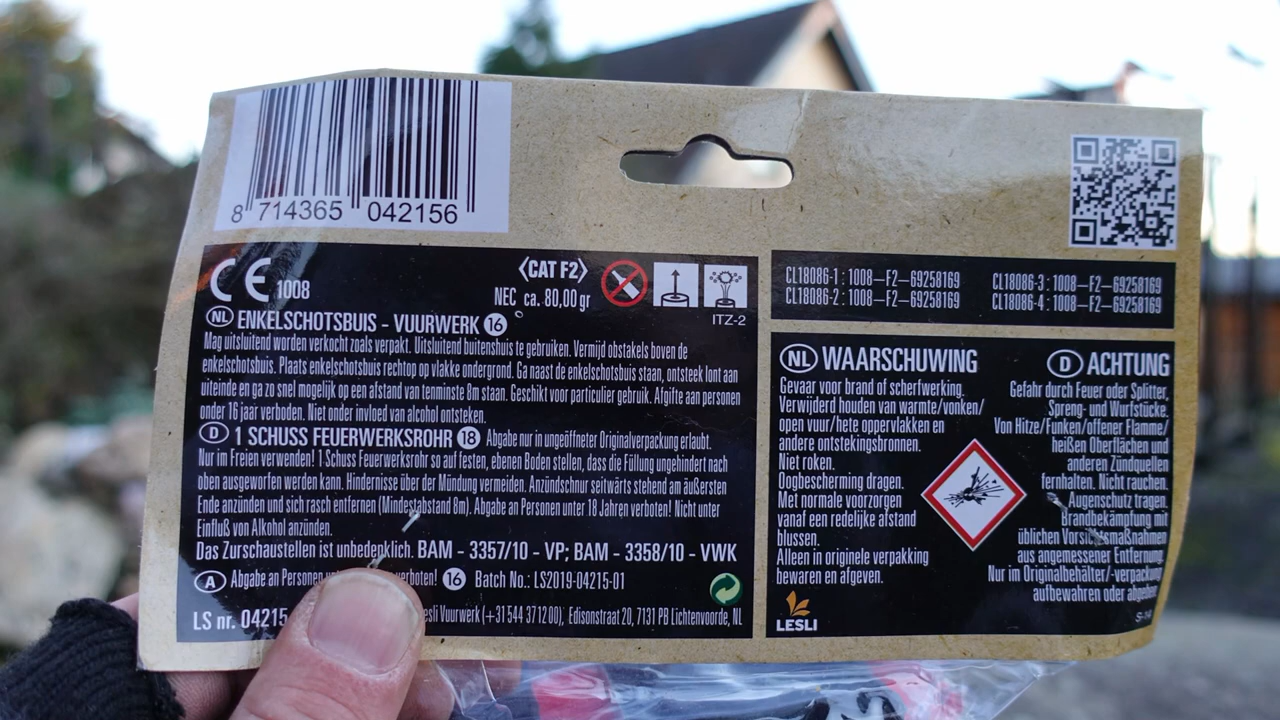 8 714365 042156
CE 1008
<CAT F2>
NEC ca. 80,00 gr
ITZ-2
NL ENKELSCHOTSBUIS - VUURWERK 16
Mag uitsluitend worden verkocht zoals verpakt. Uitsluitend buitenshuis te gebruiken. Vermijd obstakels boven de
enkelschotsbuis. Plaats enkelschotsbuis rechtop op vlakke ondergrond. Ga naast de enkelschotsbuis staan, ontsteek lont aan
uiteinde en ga zo snel mogelijk op een afstand van tenminste 8m staan. Geschikt voor particulier gebruik. Afgifte aan personen
onder 16 jaar verboden. Niet onder invloed van alcohol ontsteken.
D 1 SCHUSS FEUERWERKSROHR 18 Abgabe nur in ungeöffneter Originalverpackung erlaubt.
Nur im Freien verwenden! 1 Schuss Feuerwerksrohr so auf festen, ebenen Boden stellen, dass die Füllung ungehindert nach
oben ausgeworfen werden kann. Hindernisse über der Mündung vermeiden. Anzündschnur seitwärts stehend am äußersten
Ende anzünden und sich rasch entfernen (Mindestabstand 8m). Abgabe an Personen unter 18 Jahren verboten! Nicht unter
Einfluß von Alkohol anzünden.
Das Zurschaustellen ist unbedenklich. BAM - 3357/10 - VP; BAM - 3358/10 - VWK
A Abgabe an Personen verboten! 16 Batch No.: LS2019-04215-01
LS nr. 04215 Lesli Vuurwerk (+31544 371200), Edisonstraat 20, 7131 PB Lichtenvoorde, NL
CL18086-1 : 1008-F2-69258169 CL18086-3 : 1008-F2-69258169
CL18086-2 : 1008-F2-69258169 CL18086-4 : 1008-F2-69258169
NL WAARSCHUWING
Gevaar voor brand of scherfwerking.
Verwijderd houden van warmte/vonken/
open vuur/hete oppervlakken en
andere ontstekingsbronnen.
Niet roken.
Oogbescherming dragen.
Met normale voorzorgen
vanaf een redelijke afstand
blussen.
Alleen in originele verpakking
bewaren en afgeven.
LESLI
D ACHTUNG
Gefahr durch Feuer oder Splitter,
Spreng- und Wurfstücke.
Von Hitze/Funken/offener Flamme/
heißen Oberflächen und
anderen Zündquellen
fernhalten. Nicht rauchen.
Augenschutz tragen.
Brandbekämpfung mit
üblichen Vorsichtsmaßnahmen
aus angemessener Entfernung.
Nur im Originalbehälter/-verpackung
aufbewahren oder abgeben.